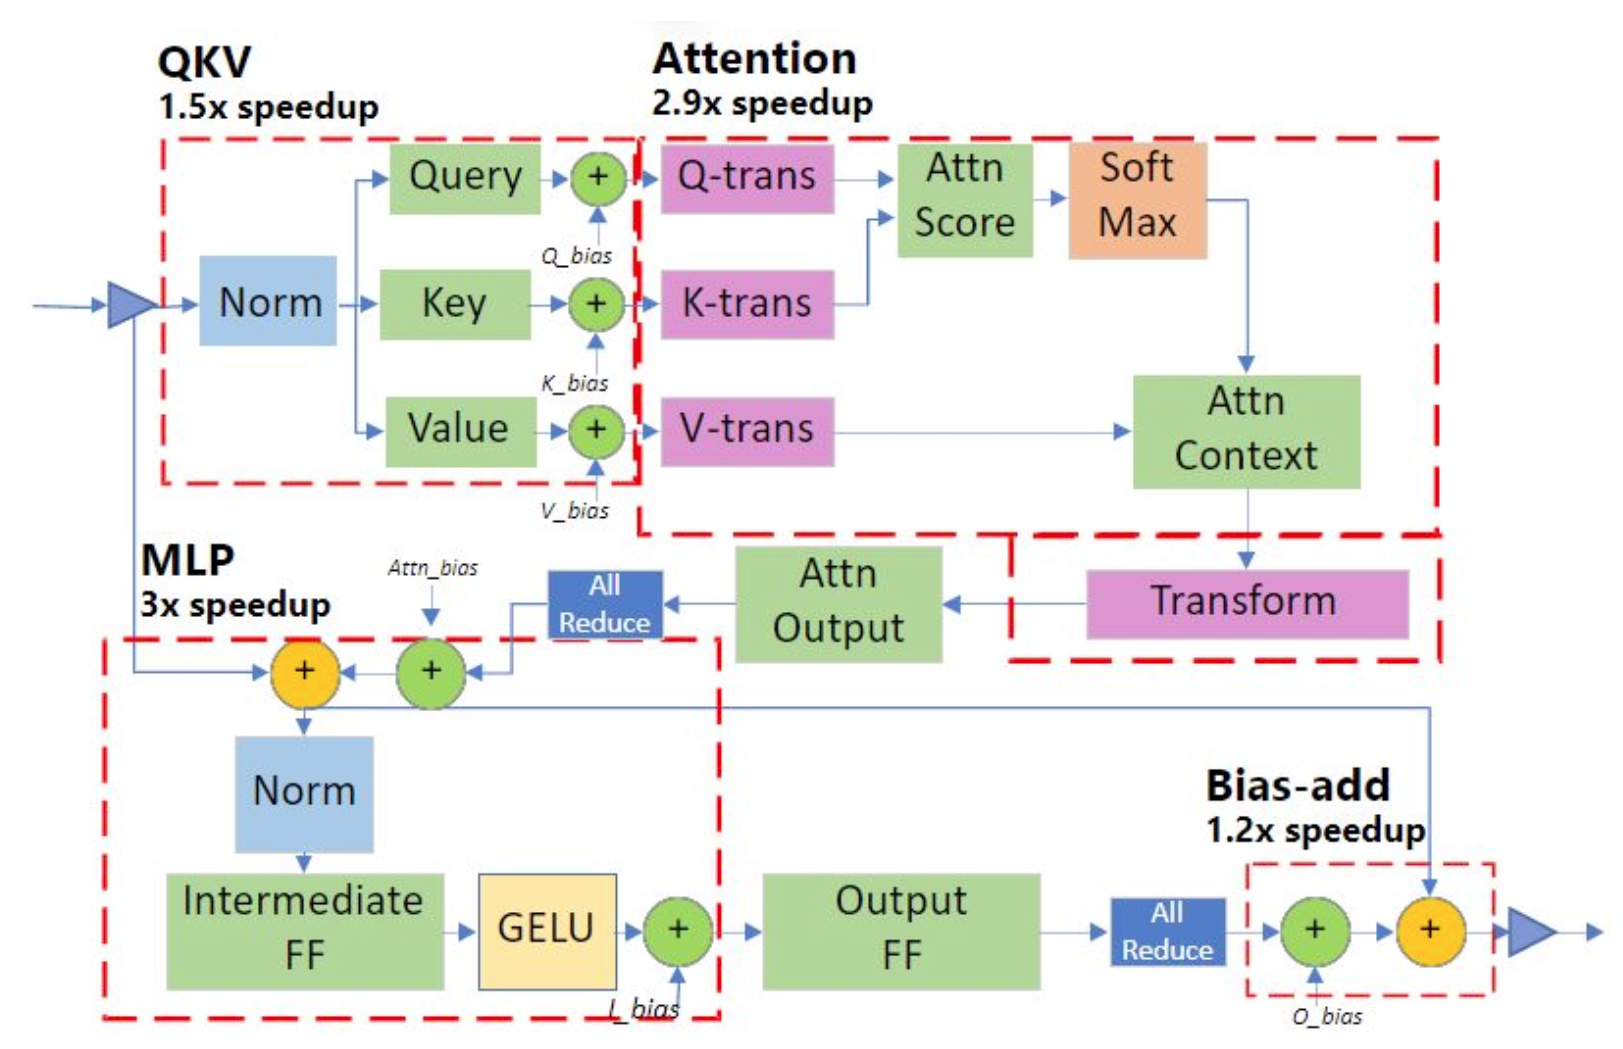 QKV
1.5x speedup
Attention
2.9x speedup
Query
+
Q_bias
Q-trans
Attn
Score
Soft
Max
Norm
Key
+
K_bias
K-trans
Value
+
V_bias
V-trans
Attn
Context
MLP
3x speedup
Attn_bias
All
Reduce
Attn
Output
Transform
+
+
Norm
Bias-add
1.2x speedup
Intermediate
FF
GELU
+
I_bias
Output
FF
All
Reduce
+
+
O_bias